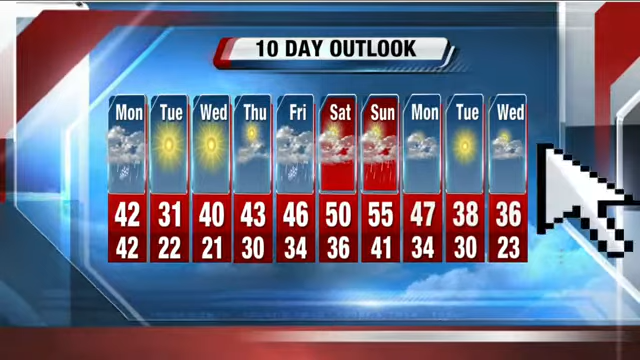 10 DAY OUTLOOK
Mon Tue Wed Thu Fri Sat Sun Mon Tue Wed
42 31 40 43 46 50 55 47 38 36
42 22 21 30 34 36 41 34 30 23